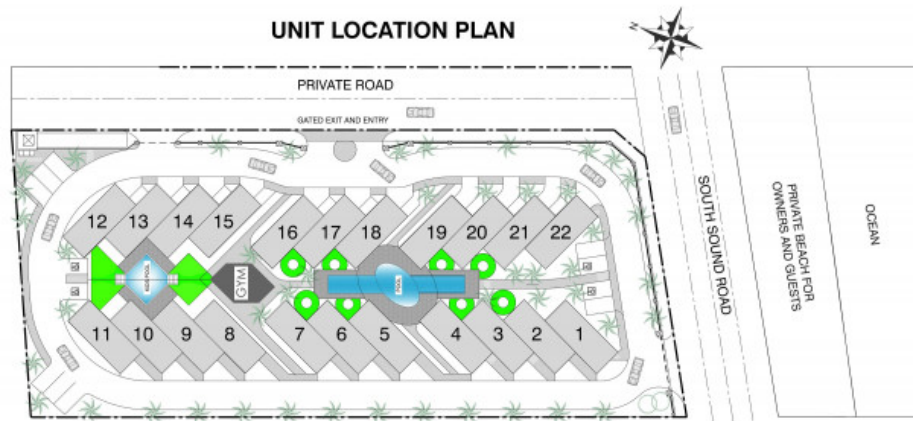 UNIT LOCATION PLAN
N
PRIVATE ROAD
GATED EXIT AND ENTRY
12 13 14 15
16 17 18
19 20 21 22
KIDS POOL
GYM
POOL
11 10 9 8
7 6 5
4 3 2 1
SOUTH SOUND ROAD
PRIVATE BEACH FOR
OWNERS AND GUESTS
OCEAN